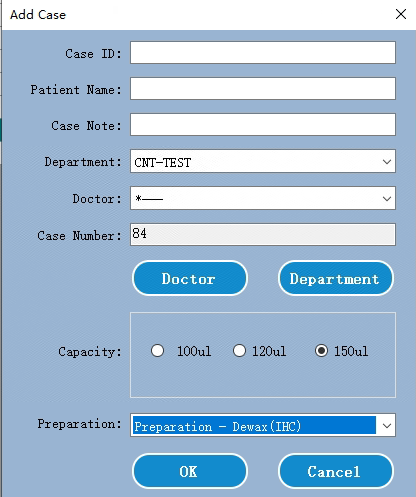 Add Case
Case ID:
Patient Name:
Case Note:
Department: CNT-TEST
Doctor: *———
Case Number: 84
Doctor Department
Capacity: 100ul 120ul 150ul
Preparation: Preparation - Dewax(IHC)
OK Cancel